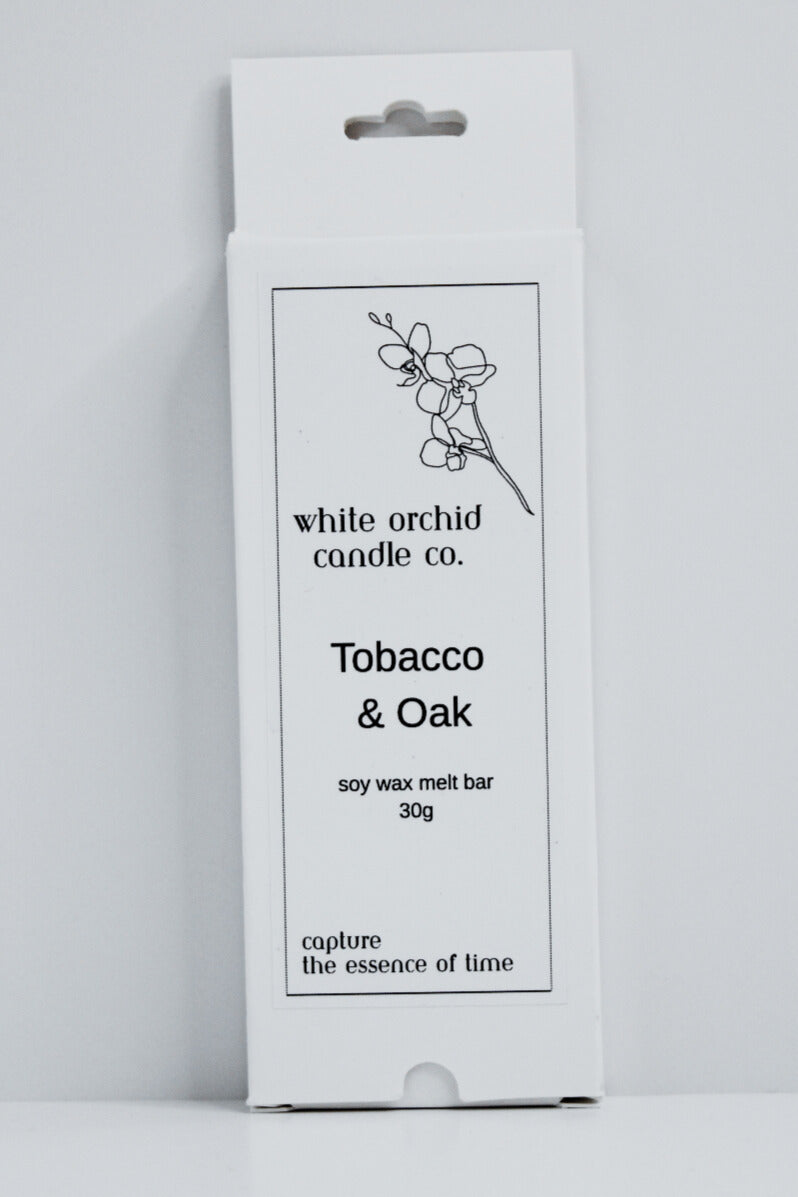 white orchid
candle co.
Tobacco
& Oak
soy wax melt bar
30g
capture
the essence of time